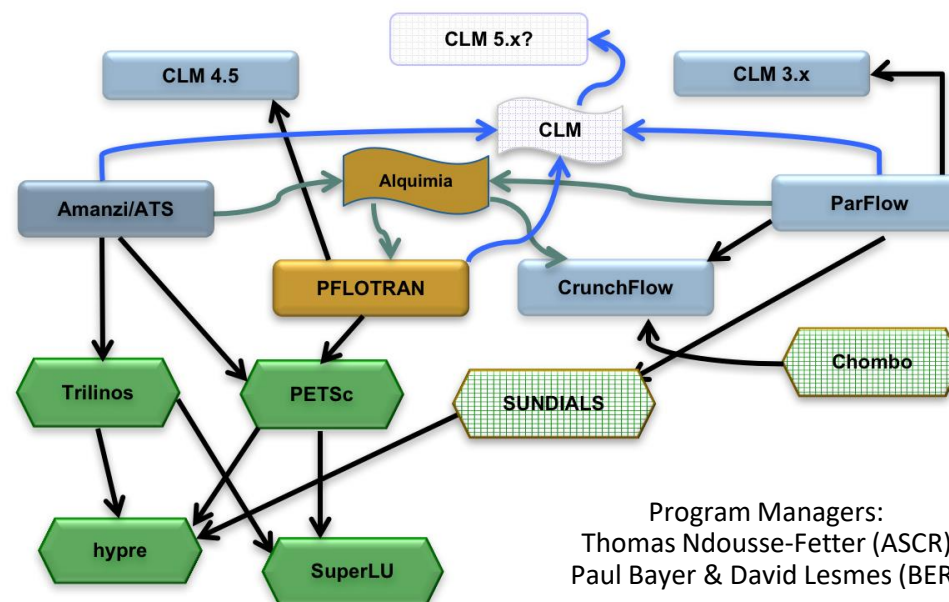 CLM 5.x?
CLM 4.5
CLM 3.x
CLM
Alquimia
Amanzi/ATS
ParFlow
PFLOTRAN
CrunchFlow
Chombo
Trilinos
PETSc
SUNDIALS
hypre
SuperLU
Program Managers:
Thomas Ndousse-Fetter (ASCR)
Paul Bayer & David Lesmes (BER